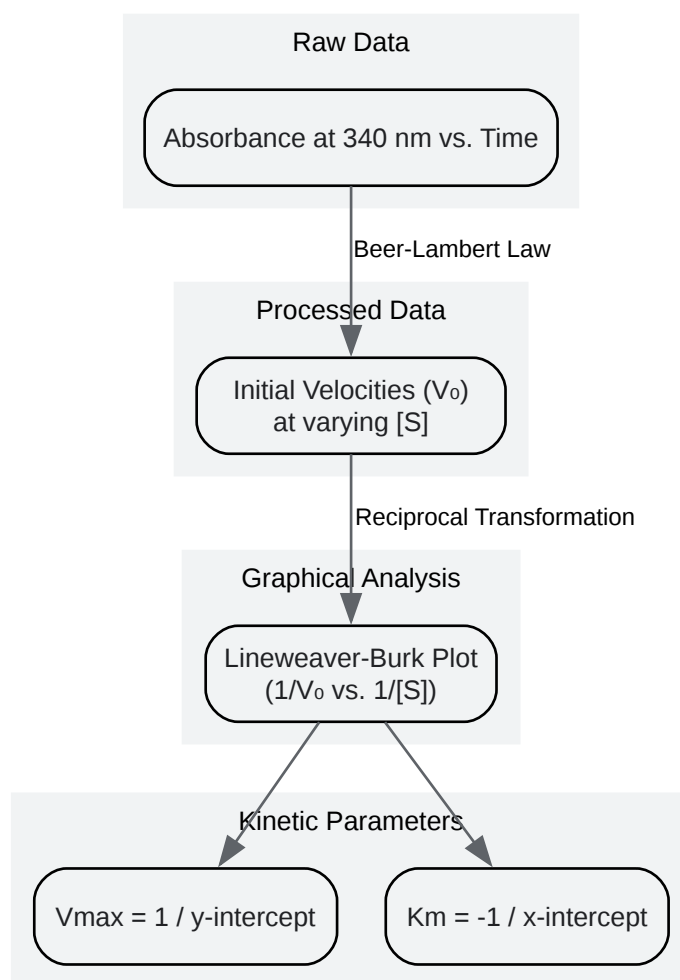 Raw Data
Absorbance at 340 nm vs. Time
Beer-Lambert Law
Processed Data
Initial Velocities (V₀)
at varying [S]
Reciprocal Transformation
Graphical Analysis
Lineweaver-Burk Plot
(1/V₀ vs. 1/[S])
Kinetic Parameters
Vmax = 1 / y-intercept
Km = -1 / x-intercept